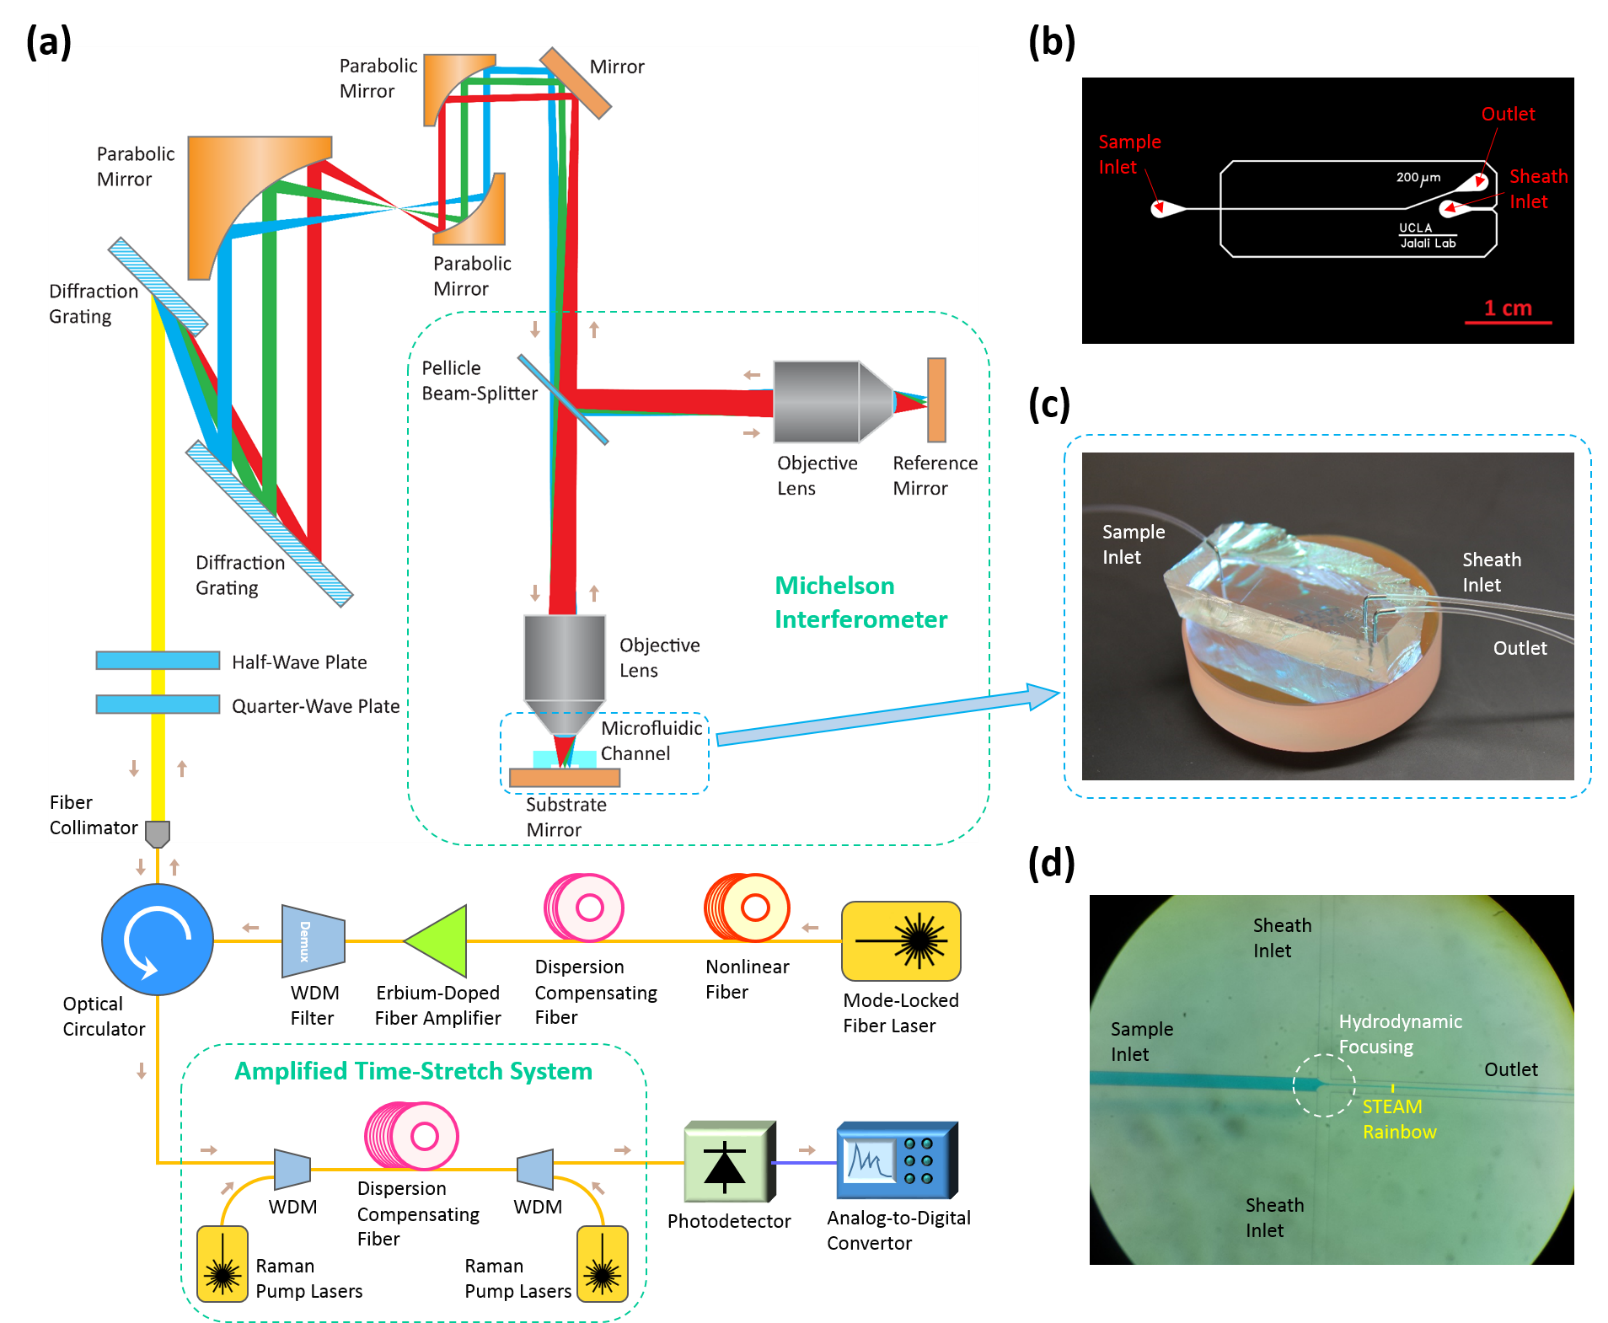 (a)
Parabolic
Mirror
Mirror
Parabolic
Mirror
Parabolic
Mirror
Diffraction
Grating
Pellicle
Beam-Splitter
Objective
Lens
Reference
Mirror
Diffraction
Grating
Michelson
Interferometer
Half-Wave Plate
Quarter-Wave Plate
Objective
Lens
Microfluidic
Channel
Substrate
Mirror
Fiber
Collimator
Optical
Circulator
Demux
WDM
Filter
Erbium-Doped
Fiber Amplifier
Dispersion
Compensating
Fiber
Nonlinear
Fiber
Mode-Locked
Fiber Laser
Amplified Time-Stretch System
WDM
Dispersion
Compensating
Fiber
WDM
Raman
Pump Lasers
Raman
Pump Lasers
Photodetector
Analog-to-Digital
Convertor
(b)
Sample
Inlet
Outlet
Sheath
Inlet
200μm
UCLA
Jalali Lab
1 cm
(c)
Sample
Inlet
Sheath
Inlet
Outlet
(d)
Sheath
Inlet
Sample
Inlet
Hydrodynamic
Focusing
Outlet
STEAM
Rainbow
Sheath
Inlet